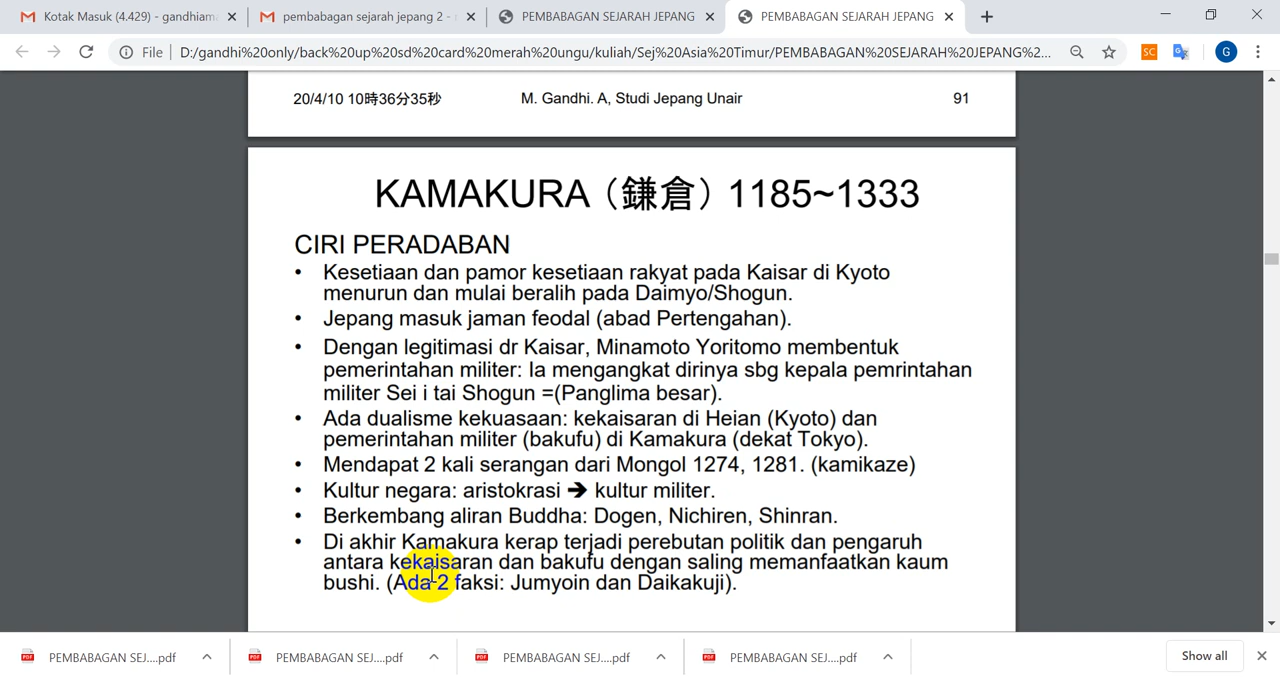 Kotak Masuk (4.429) - gandhiam
pembabagan sejarah jepang 2 -
PEMBABAGAN SEJARAH JEPANG
PEMBABAGAN SEJARAH JEPANG
File
D:/gandhi%20only/back%20up%20sd%20card%20merah%20ungu/kuliah/Sej%20Asia%20Timur/PEMBABAGAN%20SEJARAH%20JEPANG%2...
SC
G
20/4/10 10時36分35秒
M. Gandhi. A, Studi Jepang Unair
91
KAMAKURA（鎌倉）1185~1333
CIRI PERADABAN
• Kesetiaan dan pamor kesetiaan rakyat pada Kaisar di Kyoto
menurun dan mulai beralih pada Daimyo/Shogun.
• Jepang masuk jaman feodal (abad Pertengahan).
• Dengan legitimasi dr Kaisar, Minamoto Yoritomo membentuk
pemerintahan militer: Ia mengangkat dirinya sbg kepala pemrintahan
militer Sei i tai Shogun =(Panglima besar).
• Ada dualisme kekuasaan: kekaisaran di Heian (Kyoto) dan
pemerintahan militer (bakufu) di Kamakura (dekat Tokyo).
• Mendapat 2 kali serangan dari Mongol 1274, 1281. (kamikaze)
• Kultur negara: aristokrasi ➔ kultur militer.
• Berkembang aliran Buddha: Dogen, Nichiren, Shinran.
• Di akhir Kamakura kerap terjadi perebutan politik dan pengaruh
antara kekaisaran dan bakufu dengan saling memanfaatkan kaum
bushi. (Ada 2 faksi: Jumyoin dan Daikakuji).
PEMBABAGAN SEJ....pdf
PEMBABAGAN SEJ....pdf
PEMBABAGAN SEJ....pdf
PEMBABAGAN SEJ....pdf
Show all